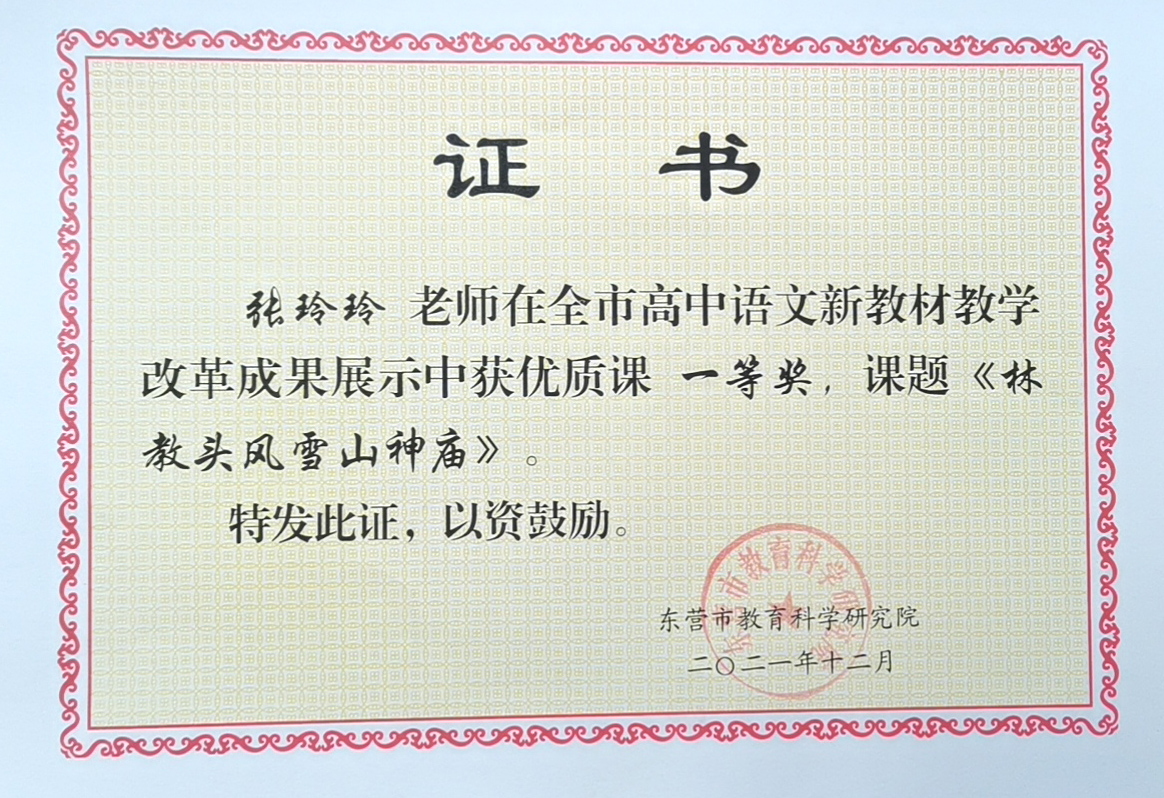 证书
张玲玲 老师在全市高中语文新教材教学
改革成果展示中获优质课 一等奖，课题《林
教头风雪山神庙》。
特发此证，以资鼓励。
东营市教育科学研究院
二〇二一年十二月